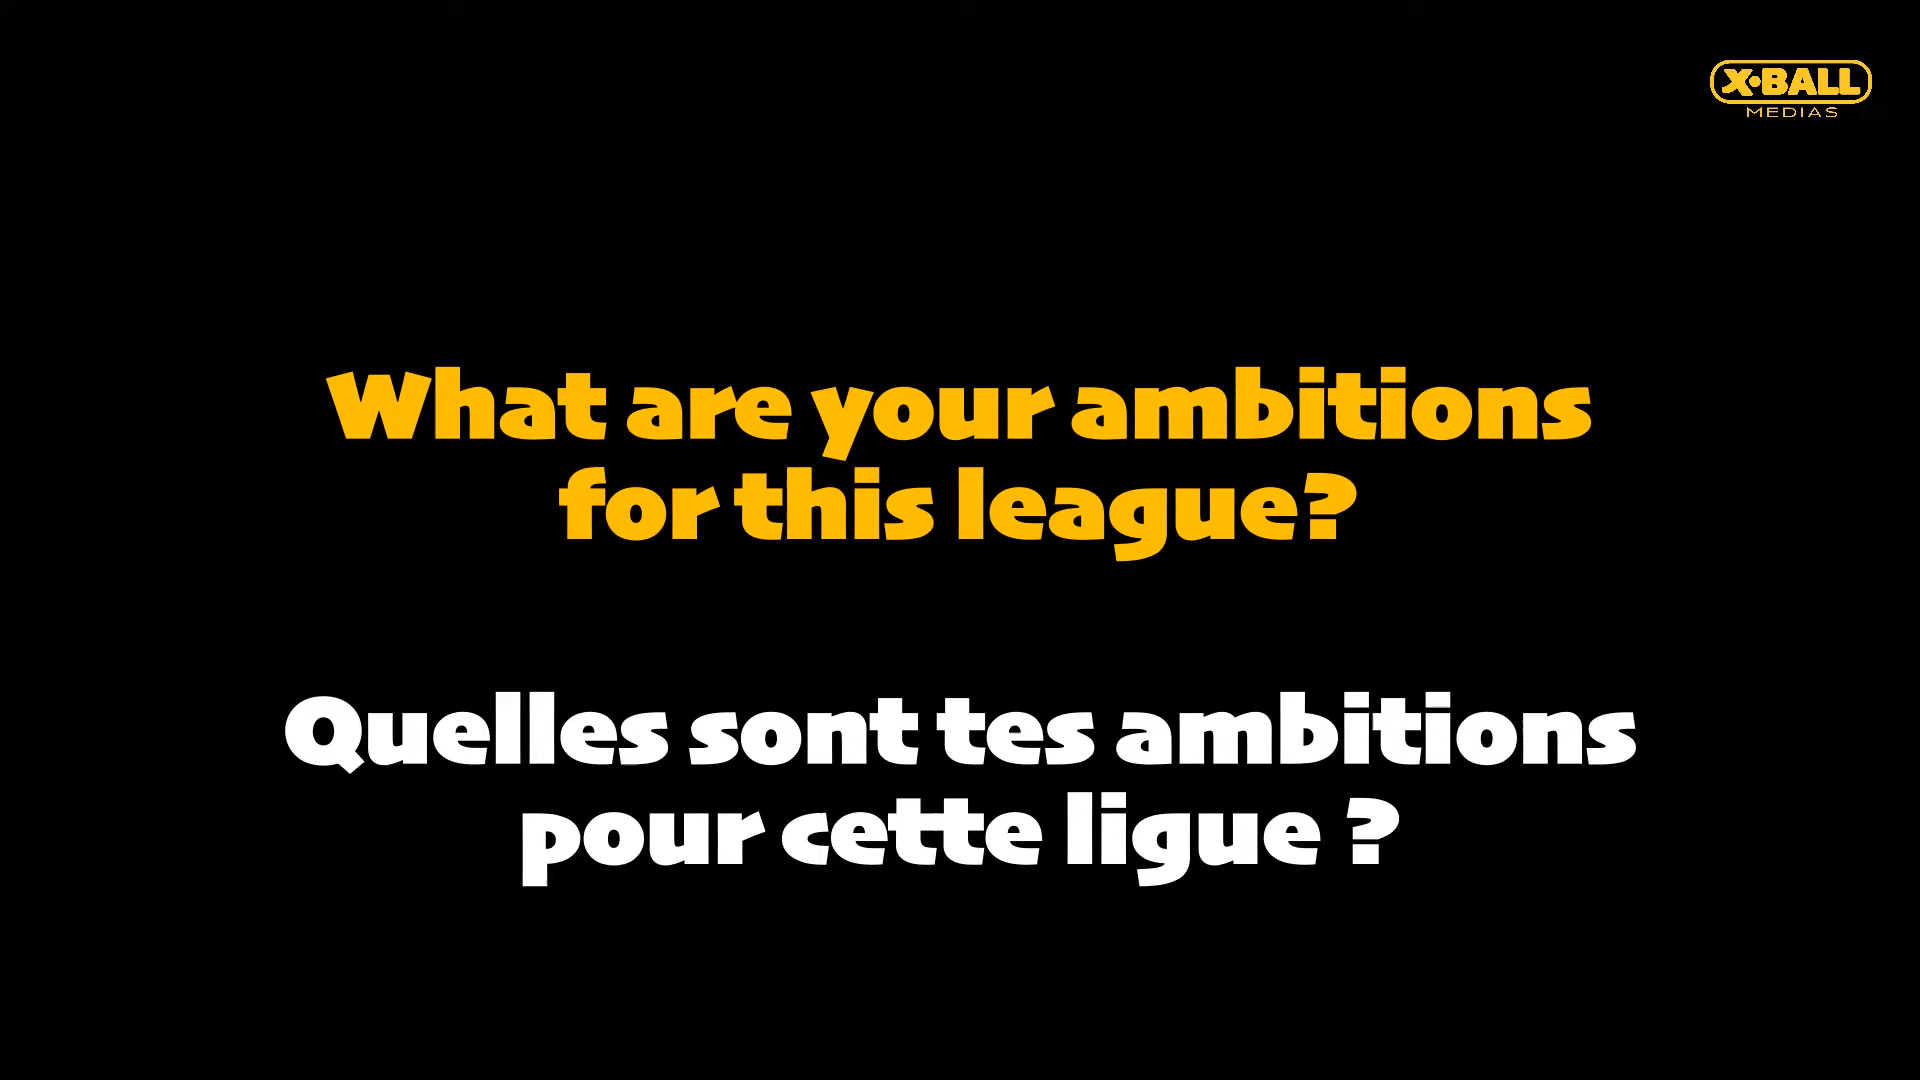 X•BALL
MEDIAS
What are your ambitions
for this league?
Quelles sont tes ambitions
pour cette ligue ?